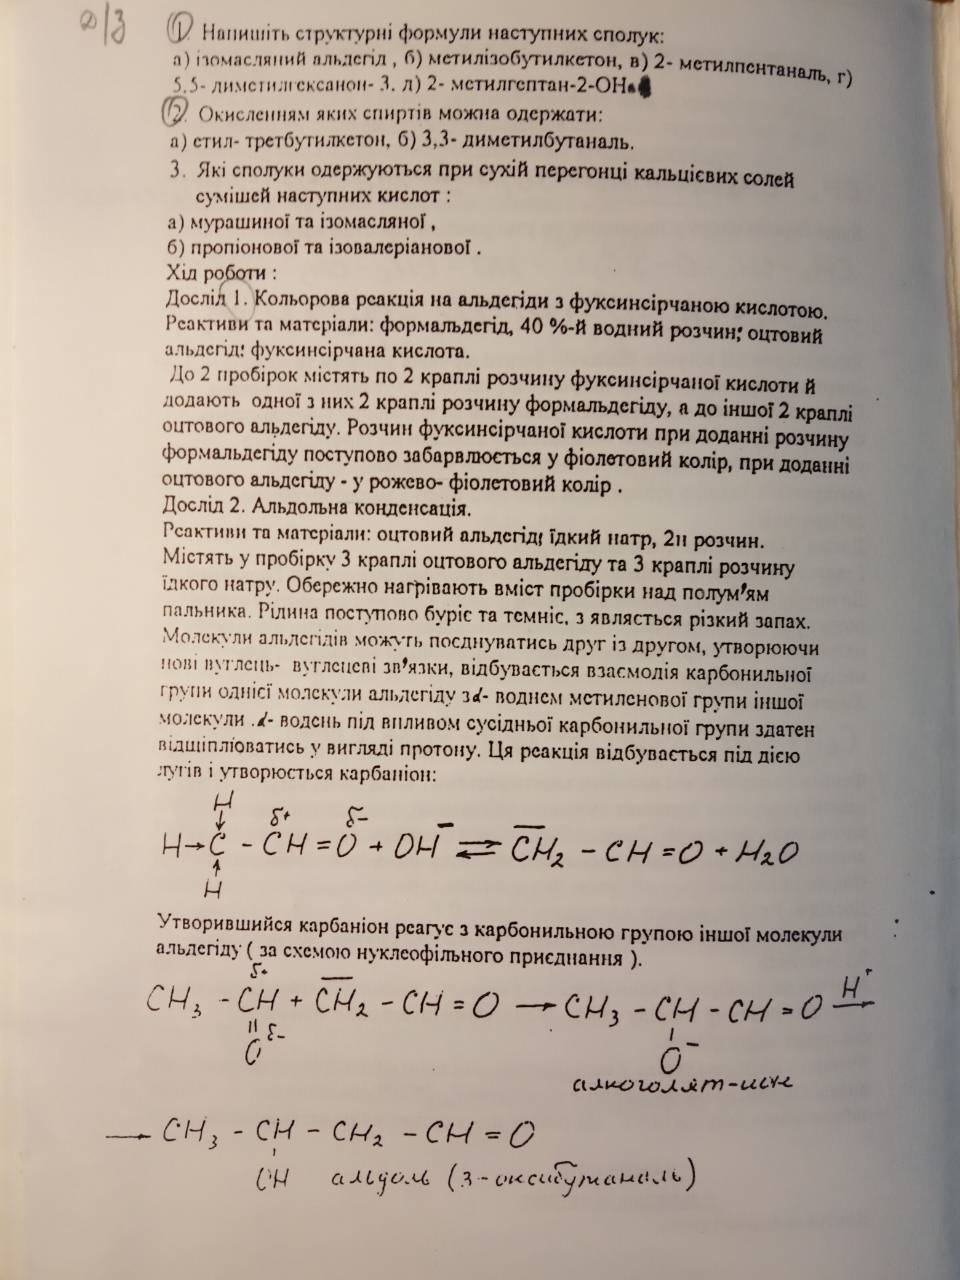 д/з
1. Напишіть структурні формули наступних сполук:
а) ізомасляний альдегід , б) метилізобутилкетон, в) 2- метилпентаналь, г)
5,5- диметилгексанон- 3, д) 2- метилгептан-2-ОН.
2. Окисленням яких спиртів можна одержати:
а) етил- третбутилкетон, б) 3,3- диметилбутаналь.
3. Які сполуки одержуються при сухій перегонці кальцієвих солей
сумішей наступних кислот :
а) мурашиної та ізомасляної ,
б) пропіонової та ізовалеріанової .
Хід роботи :
Дослід 1. Кольорова реакція на альдегіди з фуксинсірчаною кислотою.
Реактиви та матеріали: формальдегід, 40 %-й водний розчин; оцтовий
альдегід; фуксинсірчана кислота.
До 2 пробірок містять по 2 краплі розчину фуксинсірчаної кислоти й
додають одної з них 2 краплі розчину формальдегіду, а до іншої 2 краплі
оцтового альдегіду. Розчин фуксинсірчаної кислоти при доданні розчину
формальдегіду поступово забарвлюється у фіолетовий колір, при доданні
оцтового альдегіду - у рожево- фіолетовий колір .
Дослід 2. Альдольна конденсація.
Реактиви та матеріали: оцтовий альдегід; їдкий натр, 2н розчин.
Містять у пробірку 3 краплі оцтового альдегіду та 3 краплі розчину
їдкого натру. Обережно нагрівають вміст пробірки над полум'ям
пальника. Рідина поступово буріє та темніє, з являється різкий запах.
Молекули альдегідів можуть поєднуватись друг із другом, утворюючи
нові вуглець- вуглецеві зв'язки, відбувається взаємодія карбонильної
групи однієї молекули альдегіду з α- воднем метиленової групи іншої
молекули . α- водень під впливом сусідньої карбонильної групи здатен
відщіплюватись у вигляді протону. Ця реакція відбувається під дією
лугів і утворюється карбаніон:
H
δ+ δ-
H→C - CH = O + OH⁻ ⇌ CH₂ - CH = O + H₂O
H
Утворившийся карбаніон реагує з карбонильною групою іншої молекули
альдегіду ( за схемою нуклеофільного приєднання ).
δ+
CH₃ - CH + CH₂ - CH = O → CH₃ - CH - CH = O H⁺ →
O δ- O⁻
алкоголят-ион
→ CH₃ - CH - CH₂ - CH = O
OH альдоль (3-оксибутаналь)